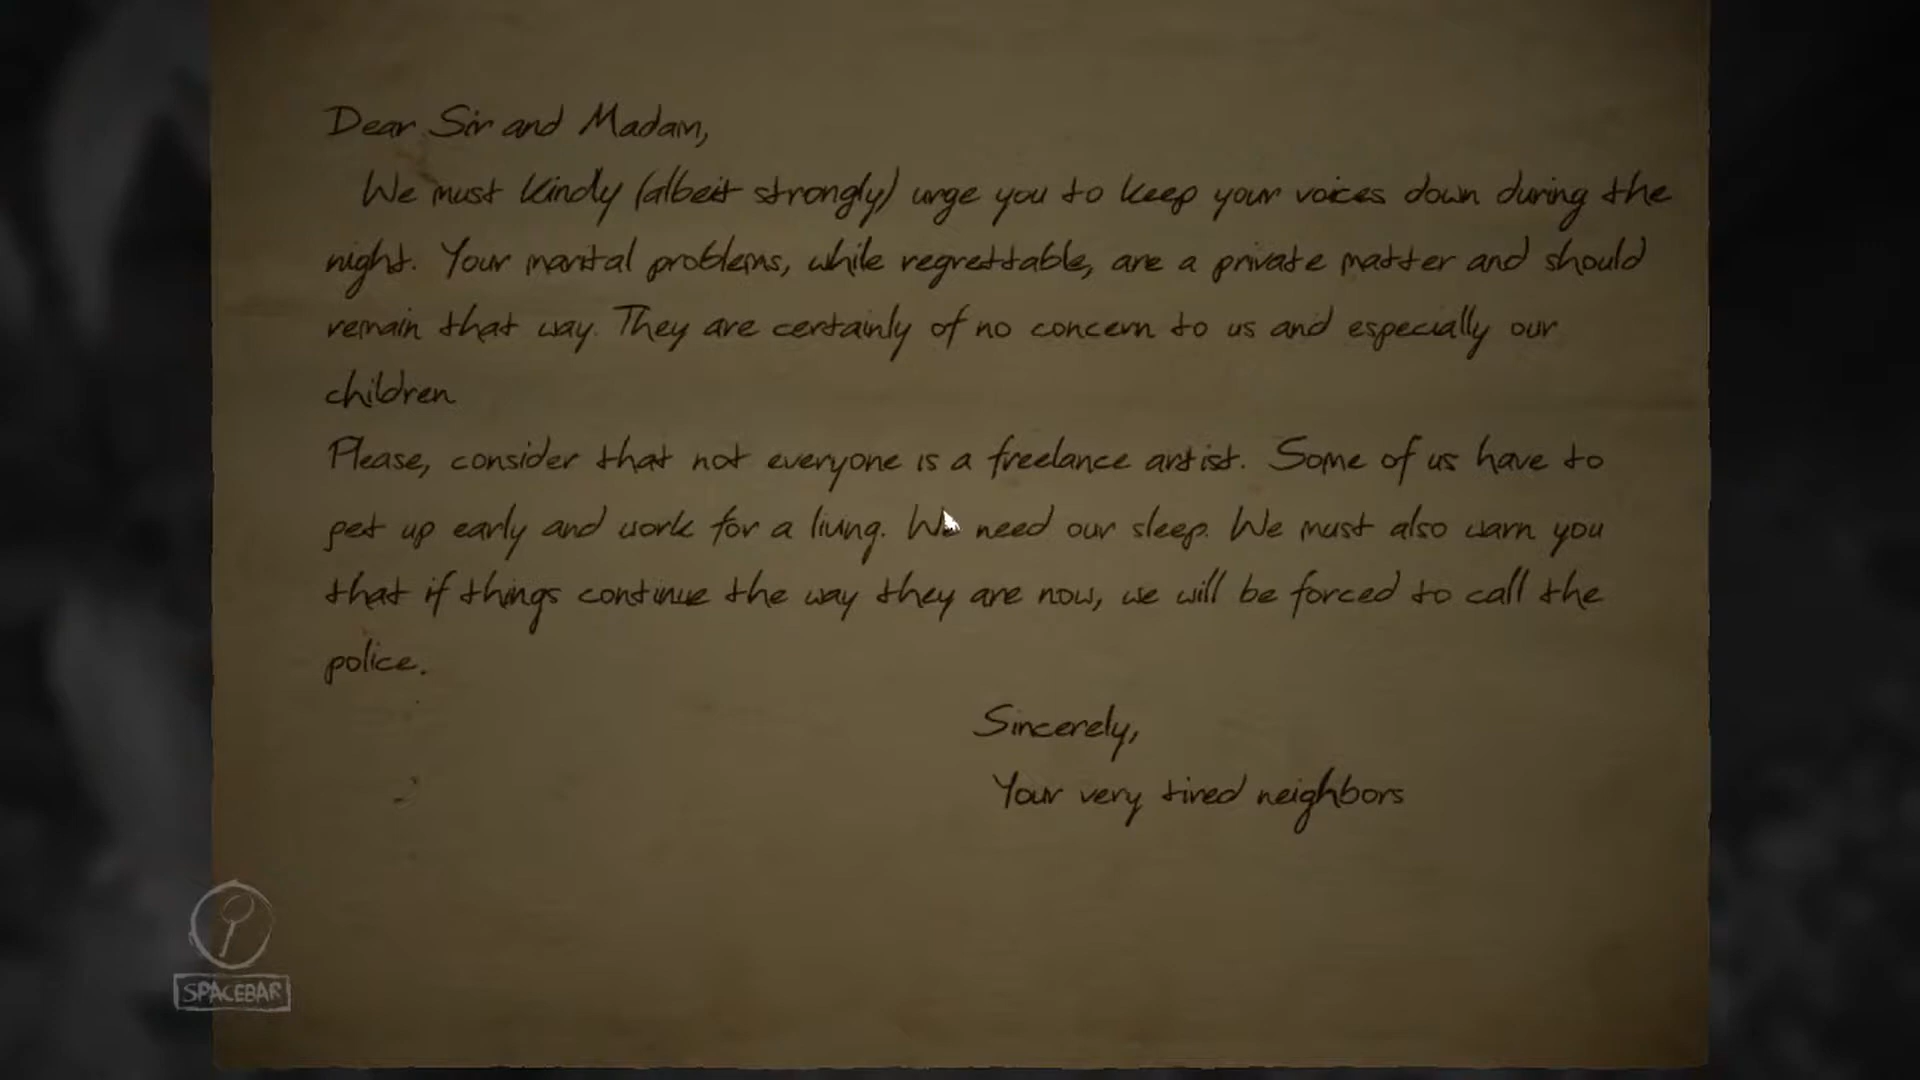 Dear Sir and Madam,
We must kindly (albeit strongly) urge you to keep your voices down during the
night. Your marital problems, while regrettable, are a private matter and should
remain that way. They are certainly of no concern to us and especially our
children.
Please, consider that not everyone is a freelance artist. Some of us have to
get up early and work for a living. We need our sleep. We must also warn you
that if things continue the way they are now, we will be forced to call the
police.
Sincerely,
Your very tired neighbors
SPACEBAR